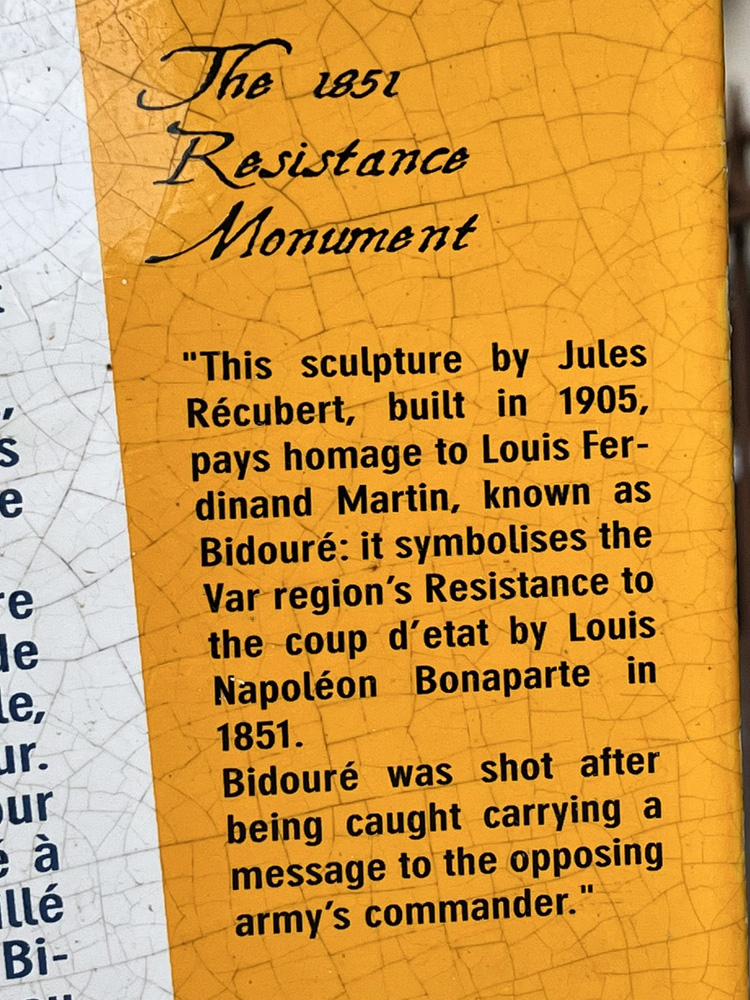 The 1851
Resistance
Monument
"This sculpture by Jules
Récubert, built in 1905,
pays homage to Louis Fer-
dinand Martin, known as
Bidouré: it symbolises the
Var region's Resistance to
the coup d'etat by Louis
Napoléon Bonaparte in
1851.
Bidouré was shot after
being caught carrying a
message to the opposing
army's commander."
à
Bi-